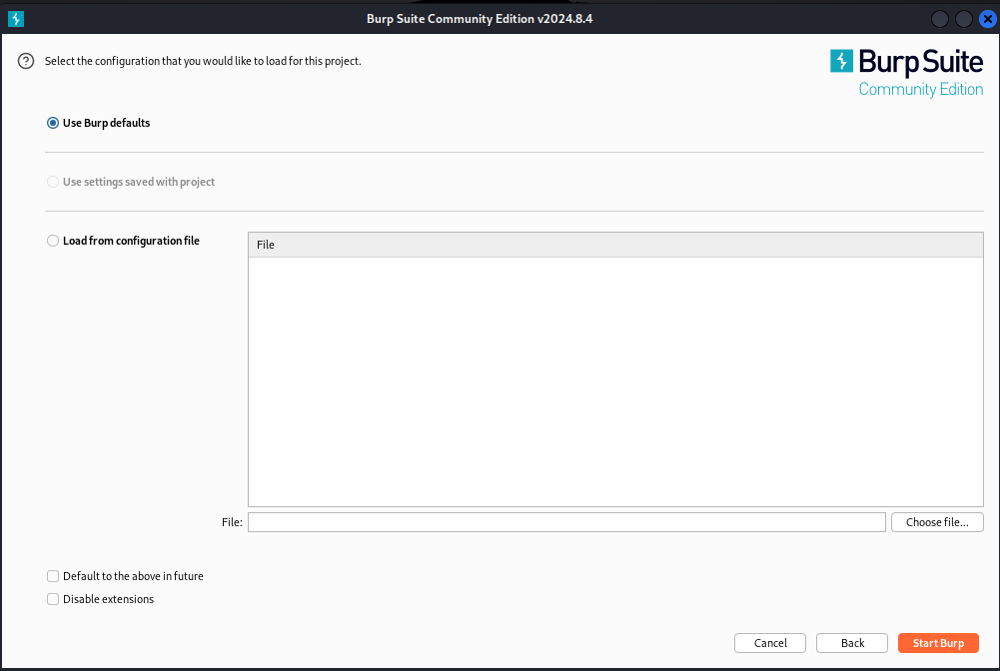 Burp Suite Community Edition v2024.8.4
Select the configuration that you would like to load for this project.
Burp Suite
Community Edition
Use Burp defaults
Use settings saved with project
Load from configuration file
File
File:
Choose file...
Default to the above in future
Disable extensions
Cancel
Back
Start Burp